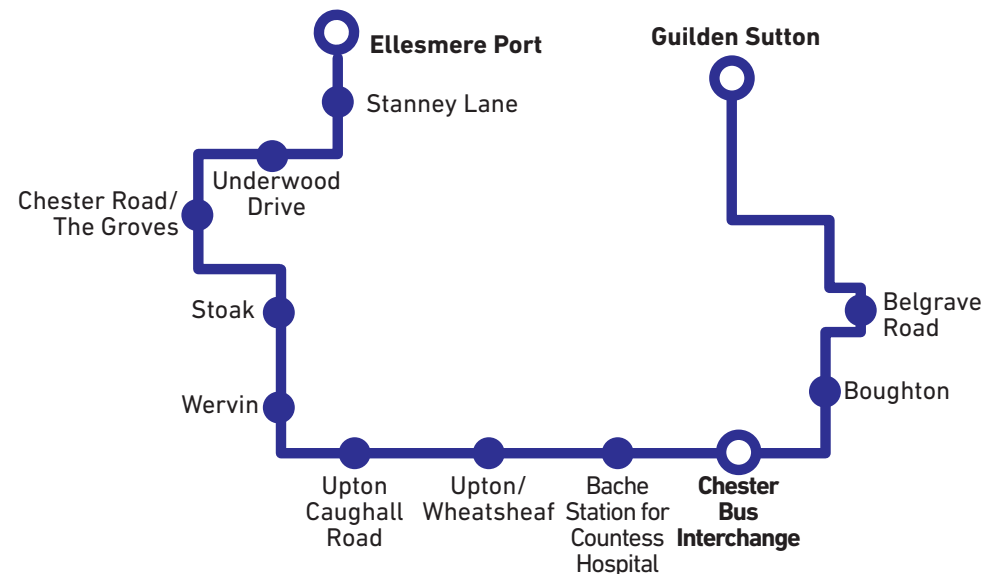 Ellesmere Port
Guilden Sutton
Stanney Lane
Underwood
Drive
Chester Road/
The Groves
Stoak
Belgrave
Road
Wervin
Boughton
Upton
Caughall
Road
Upton/
Wheatsheaf
Bache
Station for
Countess
Hospital
Chester
Bus
Interchange